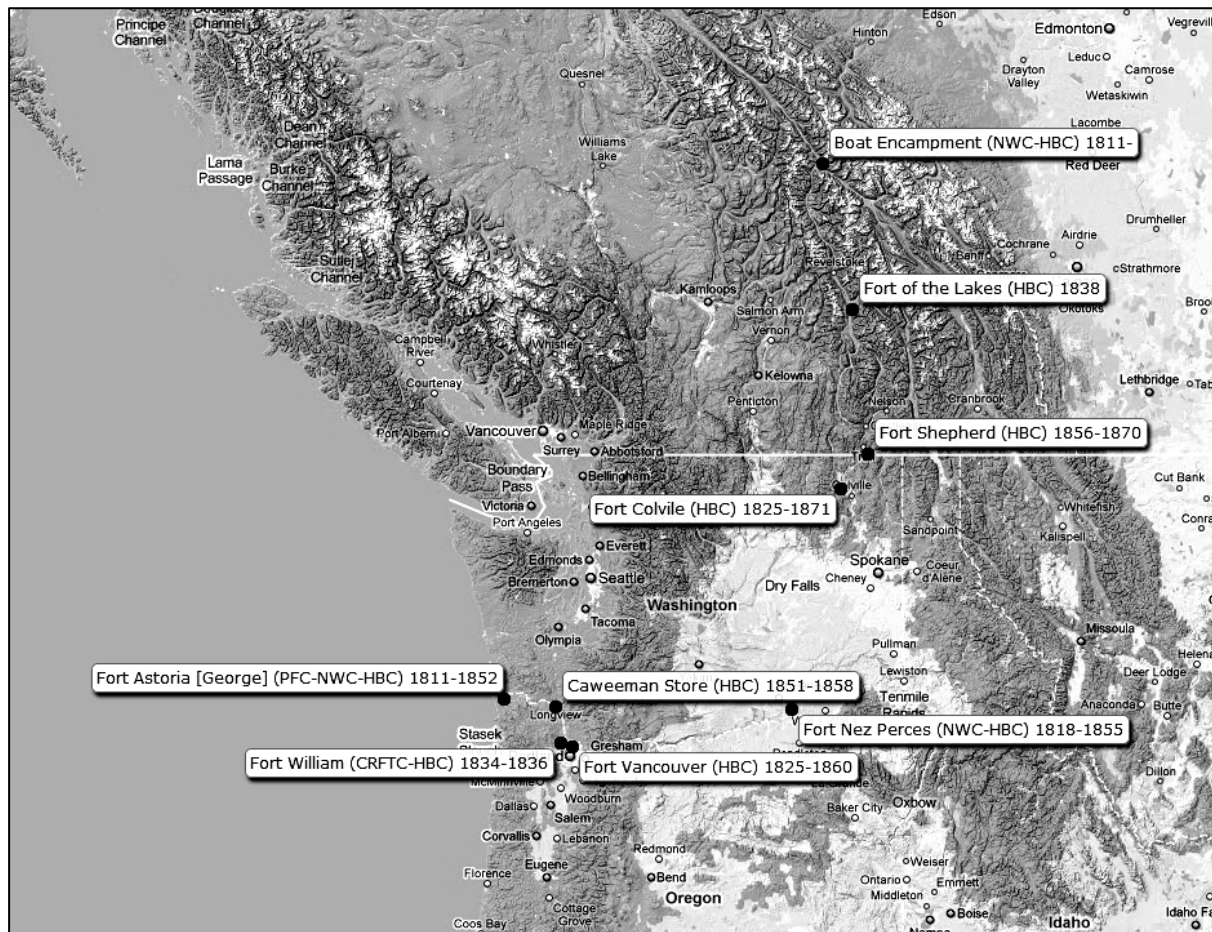 Principe
Channel
Douglas
Channel
Edson
Hinton
Edmonton
Vegreville
Leduc
Drayton
Valley
Camrose
Wetaskiwin
Quesnel
Lacombe
Dean
Channel
Williams
Lake
Boat Encampment (NWC-HBC) 1811-
Red Deer
Lama
Passage
Burke
Channel
Drumheller
Airdrie
Cochrane
Banff
Strathmore
Sutlej
Channel
Revelstoke
Fort of the Lakes (HBC) 1838
Okotoks
Kamloops
Salmon Arm
Vernon
Campbell
River
Whistler
Kelowna
Courtenay
Lethbridge
Penticton
Nelson
Cranbrook
Port Alberni
Vancouver
Maple Ridge
Surrey
Abbotsford
Fort Shepherd (HBC) 1856-1870
Boundary
Pass
Bellingham
Cut Bank
Victoria
Fort Colvile (HBC) 1825-1871
Whitefish
Port Angeles
Sandpoint
Kalispell
Everett
Edmonds
Spokane
Seattle
Bremerton
Dry Falls
Cheney
Coeur
d'Alene
Washington
Tacoma
Olympia
Missoula
Pullman
Helena
Lewiston
Deer Lodge
Fort Astoria [George] (PFC-NWC-HBC) 1811-1852
Caweeman Store (HBC) 1851-1858
Tenmile
Rapids
Anaconda
Butte
Longview
Fort Nez Perces (NWC-HBC) 1818-1855
Stasek
Gresham
Fort William (CRFTC-HBC) 1834-1836
Fort Vancouver (HBC) 1825-1860
McMinnville
La Grande
Dillon
Woodburn
Dallas
Salem
Baker City
Oxbow
Corvallis
Lebanon
Redmond
Weiser
Eugene
Florence
Bend
Ontario
Emmett
Middleton
Oregon
Cottage
Grove
Boise
Coos Bay
Idaho